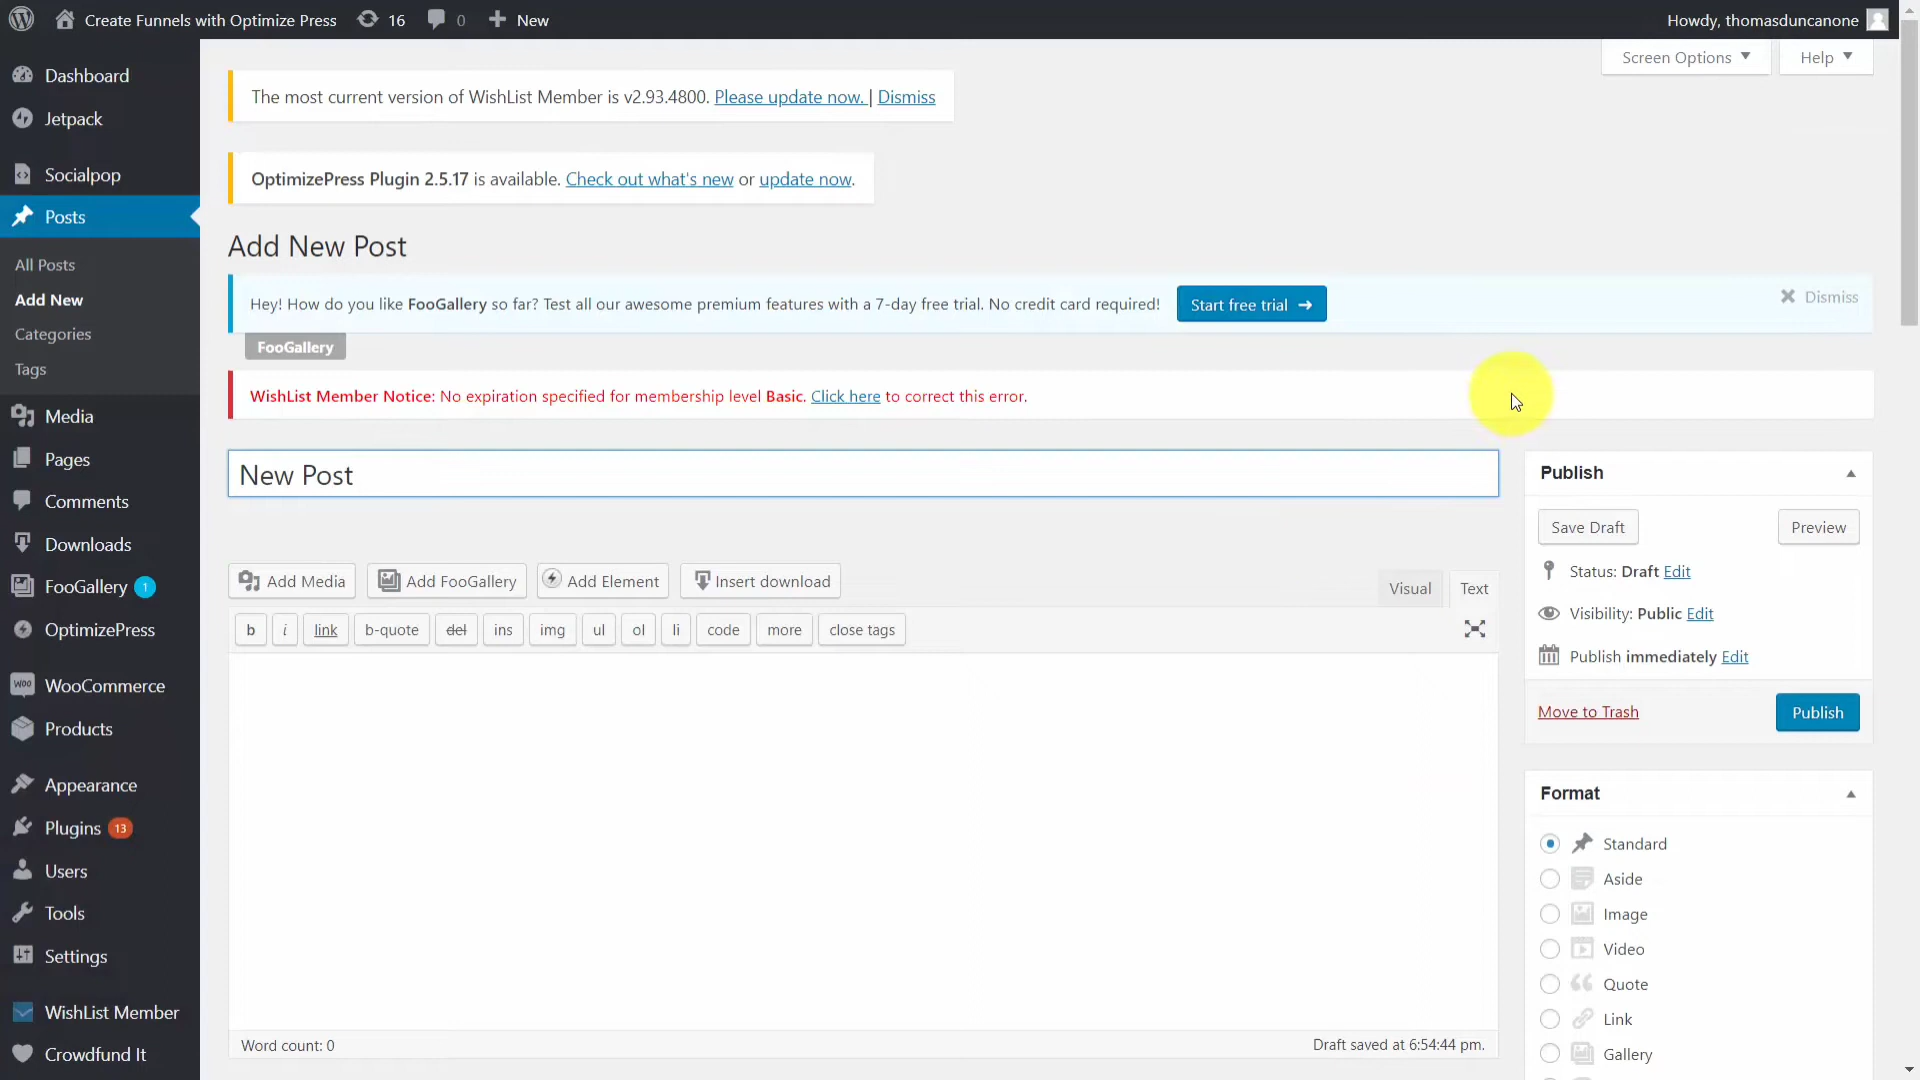 Create Funnels with Optimize Press 16 0 New
Howdy, thomasduncanone
Screen Options Help
Dashboard
Jetpack
Socialpop
Posts
All Posts
Add New
Categories
Tags
Media
Pages
Comments
Downloads
FooGallery 1
OptimizePress
WooCommerce
Products
Appearance
Plugins 13
Users
Tools
Settings
WishList Member
Crowdfund It
The most current version of WishList Member is v2.93.4800. Please update now. | Dismiss
OptimizePress Plugin 2.5.17 is available. Check out what's new or update now.
Add New Post
Hey! How do you like FooGallery so far? Test all our awesome premium features with a 7-day free trial. No credit card required! Start free trial →
Dismiss
FooGallery
WishList Member Notice: No expiration specified for membership level Basic. Click here to correct this error.
New Post
Add Media Add FooGallery Add Element Insert download
Visual Text
b i link b-quote del ins img ul ol li code more close tags
Word count: 0
Draft saved at 6:54:44 pm.
Publish
Save Draft Preview
Status: Draft Edit
Visibility: Public Edit
Publish immediately Edit
Move to Trash Publish
Format
Standard
Aside
Image
Video
Quote
Link
Gallery